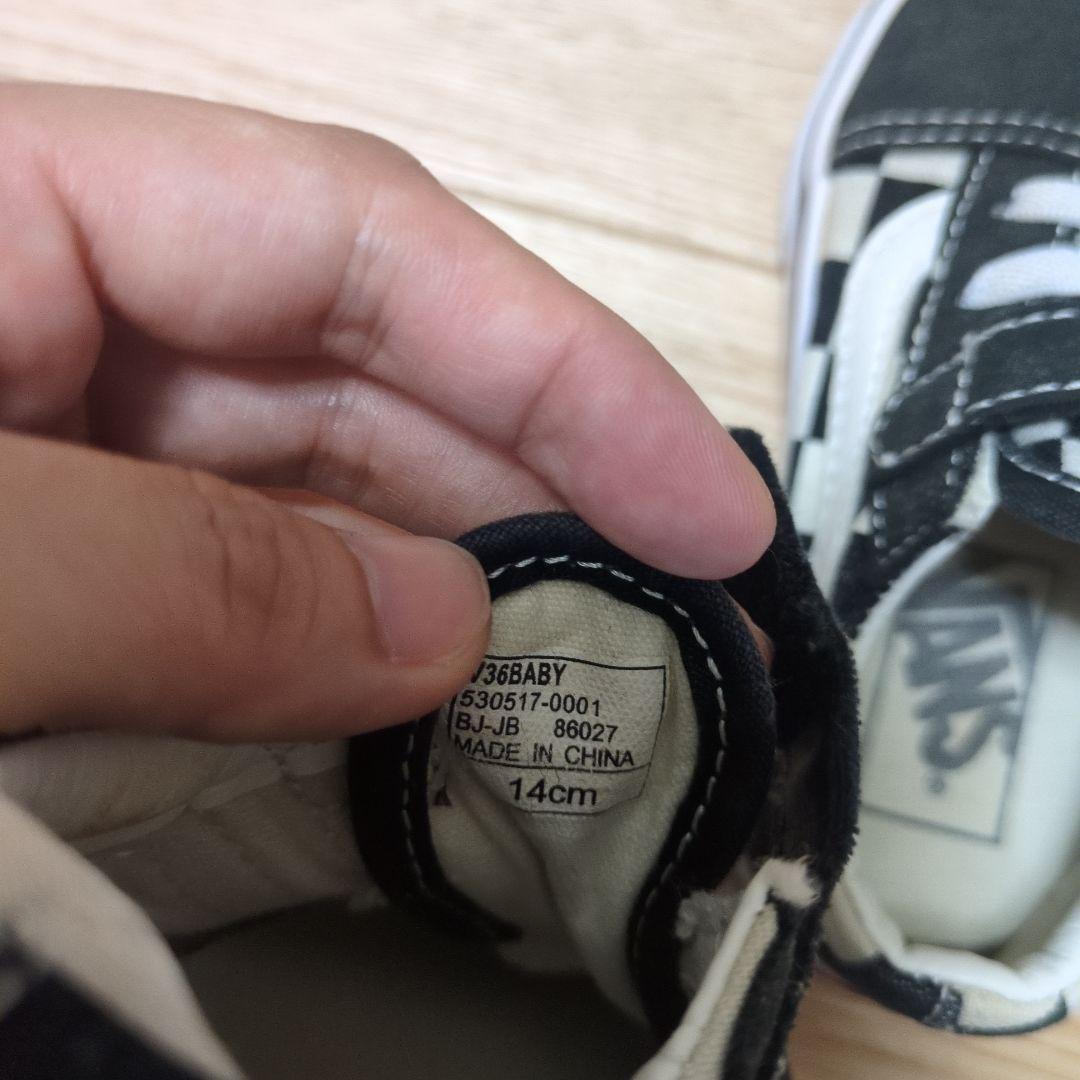 V36BABY
530517-0001
BJ-JB 86027
MADE IN CHINA
14cm
VANS®